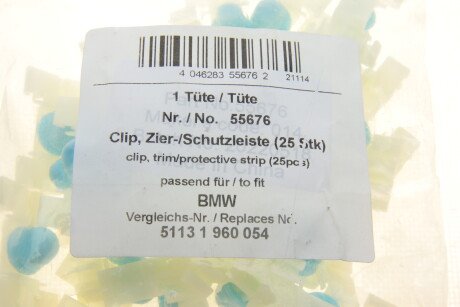 4 046283 55676 2 21114
1 Tüte / Tüte
Nr. / No. 55676
Clip, Zier-/Schutzleiste (25 Stk)
clip, trim/protective strip (25pcs)
passend für / to fit
BMW
Vergleichs-Nr. / Replaces No.
5113 1 960 054